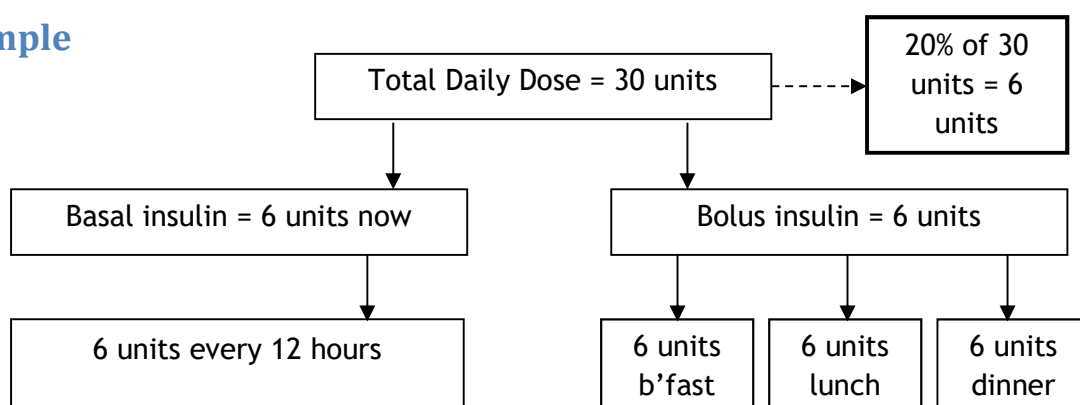 mple
20% of 30
units = 6
units
Total Daily Dose = 30 units
Basal insulin = 6 units now
Bolus insulin = 6 units
6 units every 12 hours
6 units
b’fast
6 units
lunch
6 units
dinner